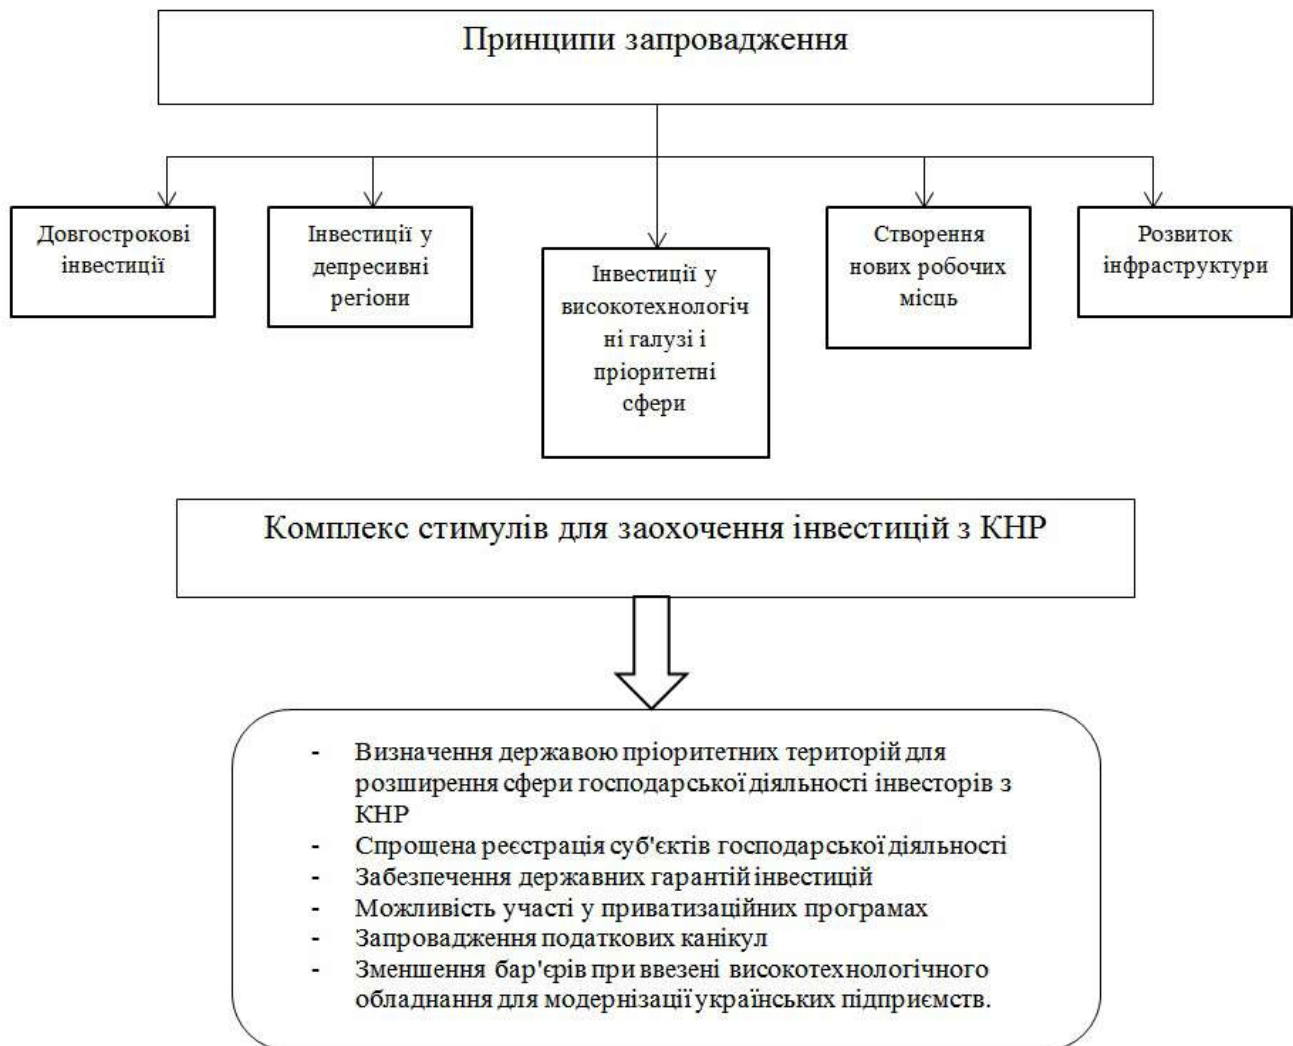 Принципи запровадження
Довгострокові
інвестиції
Інвестиції у
депресивні
регіони
Інвестиції у
високотехнологіч
ні галузі і
пріоритетні
сфери
Створення
нових робочих
місць
Розвиток
інфраструктури
Комплекс стимулів для заохочення інвестицій з КНР
- Визначення державою пріоритетних територій для
розширення сфери господарської діяльності інвесторів з
КНР
- Спрощена реєстрація суб'єктів господарської діяльності
- Забезпечення державних гарантій інвестицій
- Можливість участі у приватизаційних програмах
- Запровадження податкових канікул
- Зменшення бар'єрів при ввезені високотехнологічного
обладнання для модернізації українських підприємств.